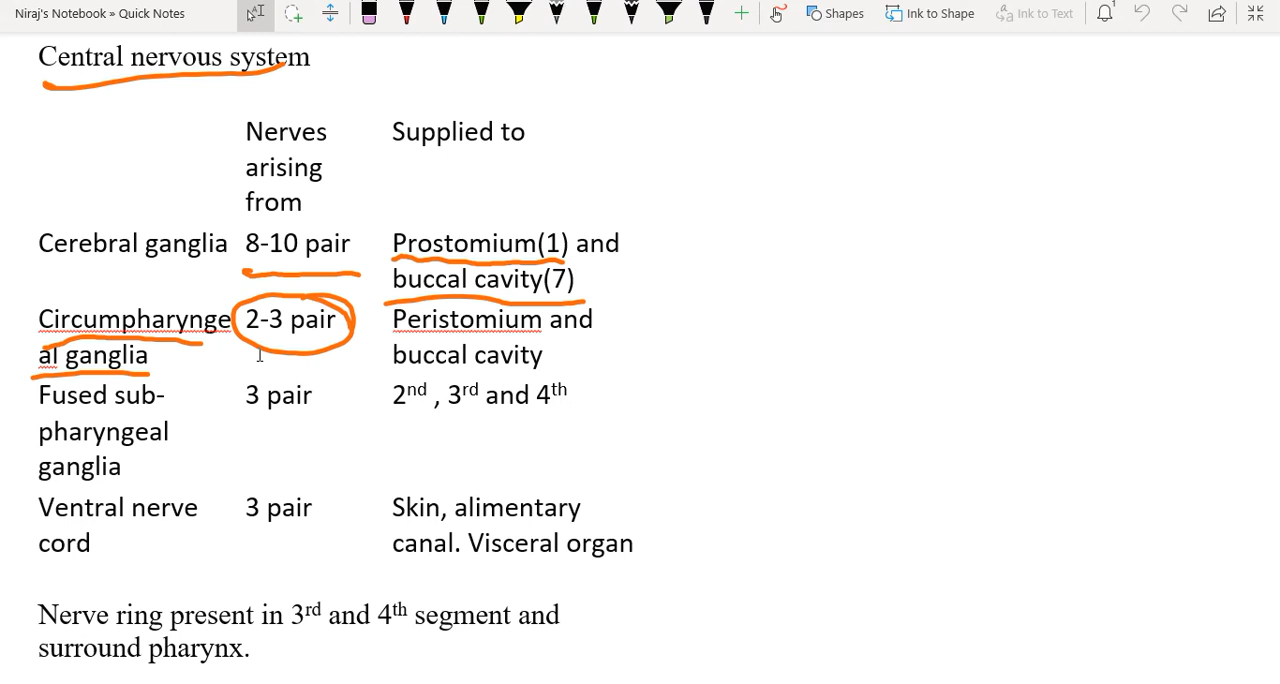 Niraj's Notebook » Quick Notes
Shapes
Ink to Shape
Ink to Text
1
Central nervous system
Nerves arising from
Supplied to
Cerebral ganglia
8-10 pair
Prostomium(1) and
buccal cavity(7)
Circumpharynge
al ganglia
2-3 pair
Peristomium and
buccal cavity
Fused sub-
pharyngeal
ganglia
3 pair
2nd , 3rd and 4th
Ventral nerve
cord
3 pair
Skin, alimentary
canal. Visceral organ
Nerve ring present in 3rd and 4th segment and
surround pharynx.